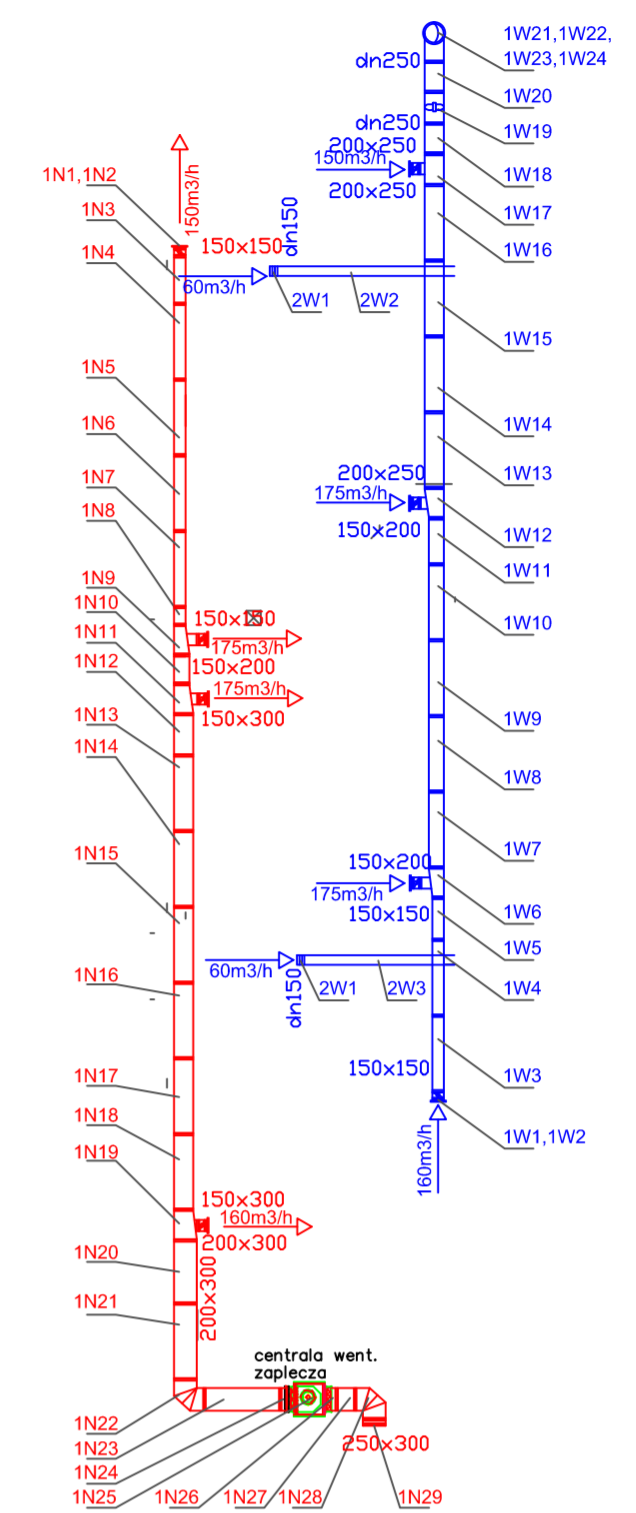 1W21,1W22,
1W23,1W24
dn250
1W20
dn250
1W19
200x250
150m3/h
1W18
200x250
1W17
1W16
1N1,1N2
150m3/h
1N3
dn150
150x150
1N4
60m3/h
2W1
2W2
1W15
1N5
1W14
1N6
1W13
200x250
175m3/h
1N7
1W12
150x200
1N8
1W11
1N9
1N10
150x150
1W10
1N11
175m3/h
1N12
150x200
175m3/h
1N13
150x300
1W9
1N14
1W8
1N15
150x200
1W7
175m3/h
1W6
150x150
1W5
60m3/h
dn150
1N16
2W1
2W3
1W4
1N17
150x150
1W3
1N18
1W1,1W2
160m3/h
1N19
150x300
160m3/h
200x300
1N20
200x300
1N21
centrala went.
zaplecza
1N22
1N23
250x300
1N24
1N25
1N26
1N27
1N28
1N29